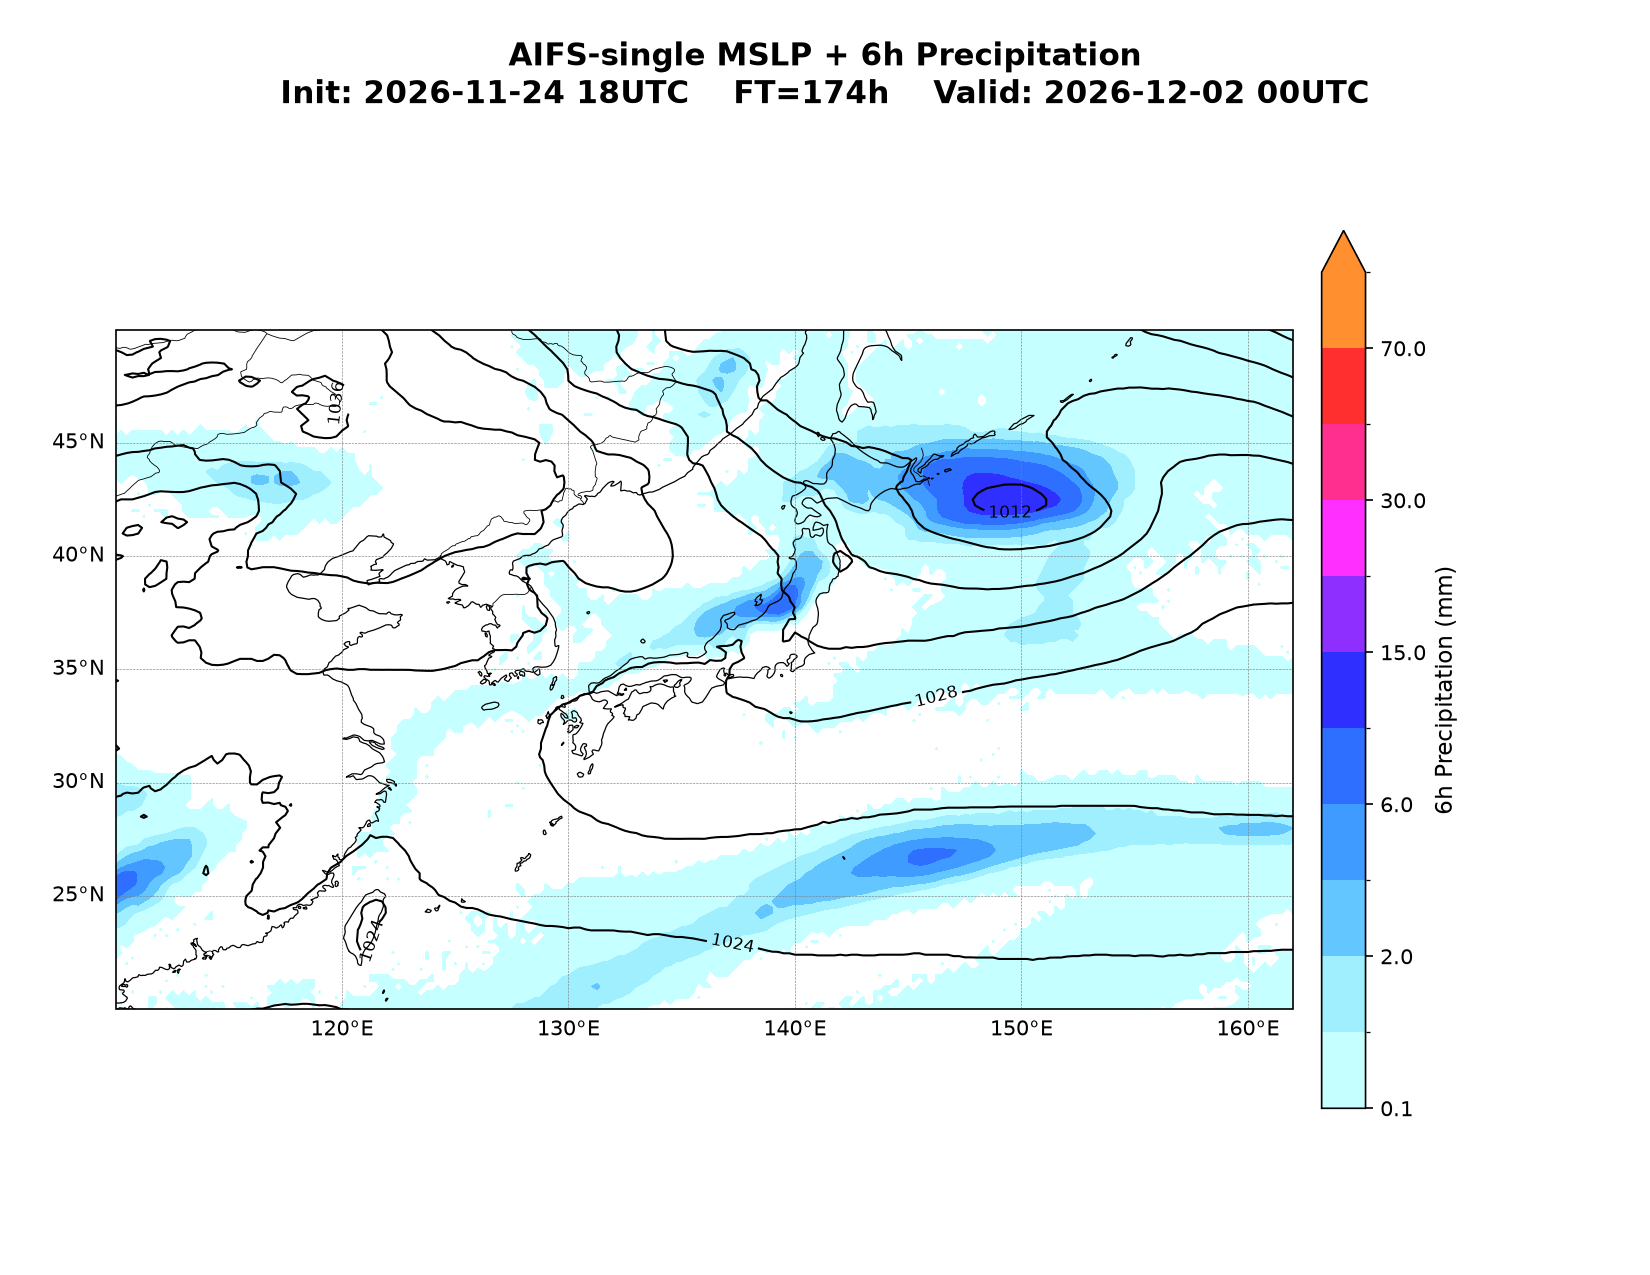 AIFS-single MSLP + 6h Precipitation
Init: 2026-11-24 18UTC    FT=174h    Valid: 2026-12-02 00UTC
1036
45°N
40°N
35°N
30°N
25°N
1012
1028
1024
1024
120°E
130°E
140°E
150°E
160°E
70.0
30.0
15.0
6.0
2.0
0.1
6h Precipitation (mm)